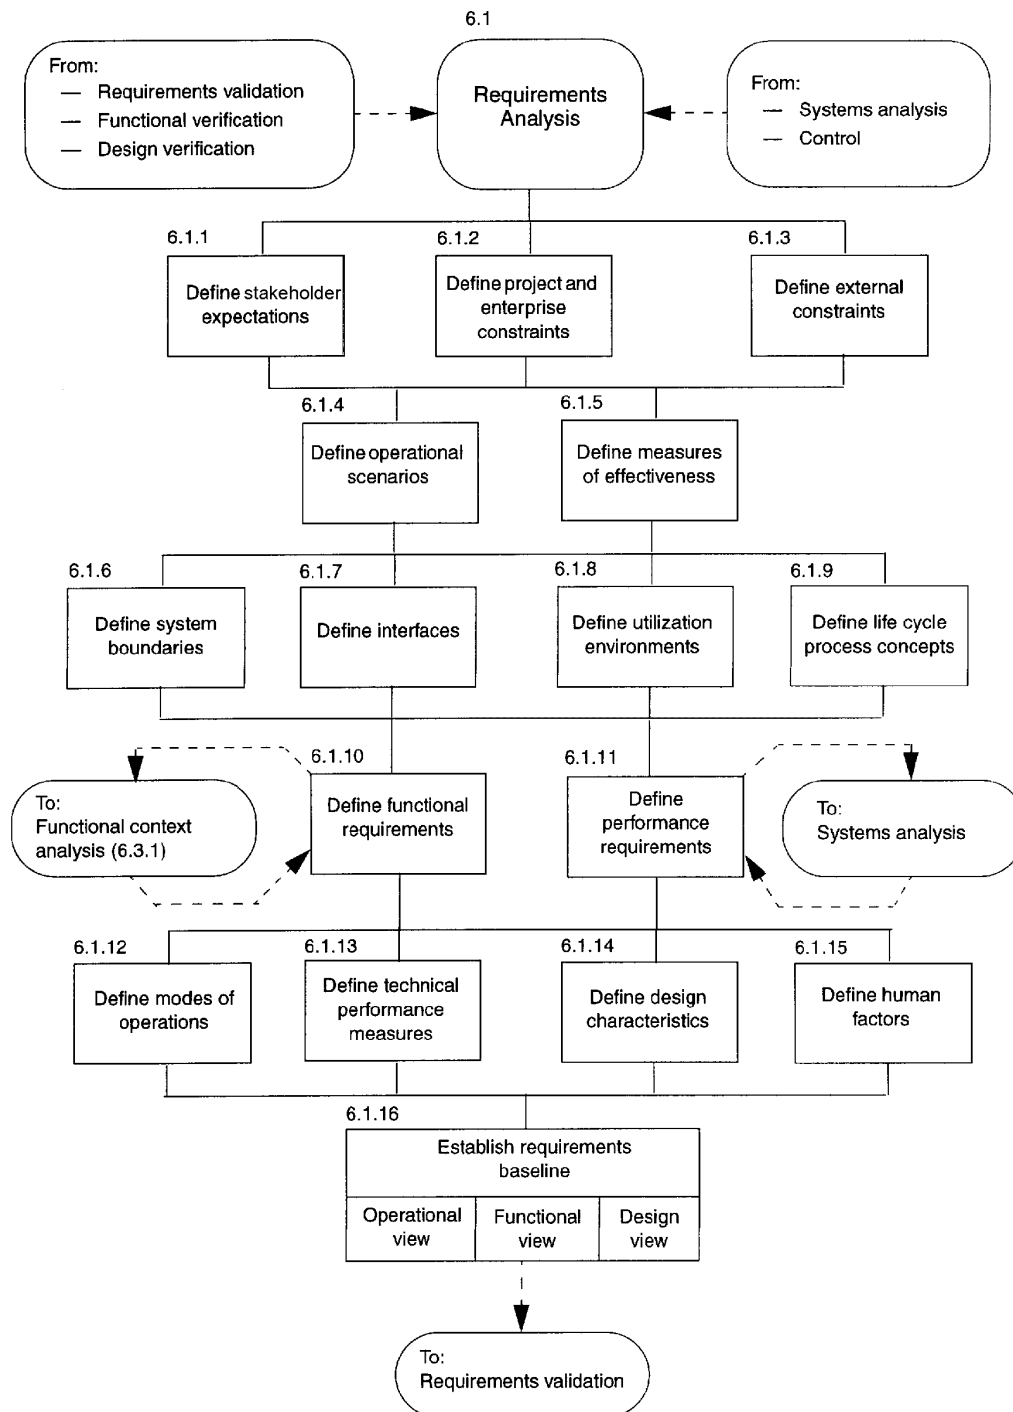 6.1
From:
— Requirements validation
— Functional verification
— Design verification
Requirements
Analysis
From:
— Systems analysis
— Control
6.1.1
Define stakeholder
expectations
6.1.2
Define project and
enterprise
constraints
6.1.3
Define external
constraints
6.1.4
Define operational
scenarios
6.1.5
Define measures
of effectiveness
6.1.6
Define system
boundaries
6.1.7
Define interfaces
6.1.8
Define utilization
environments
6.1.9
Define life cycle
process concepts
To:
Functional context
analysis (6.3.1)
6.1.10
Define functional
requirements
6.1.11
Define
performance
requirements
To:
Systems analysis
6.1.12
Define modes of
operations
6.1.13
Define technical
performance
measures
6.1.14
Define design
characteristics
6.1.15
Define human
factors
6.1.16
Establish requirements
baseline
Operational
view
Functional
view
Design
view
To:
Requirements validation